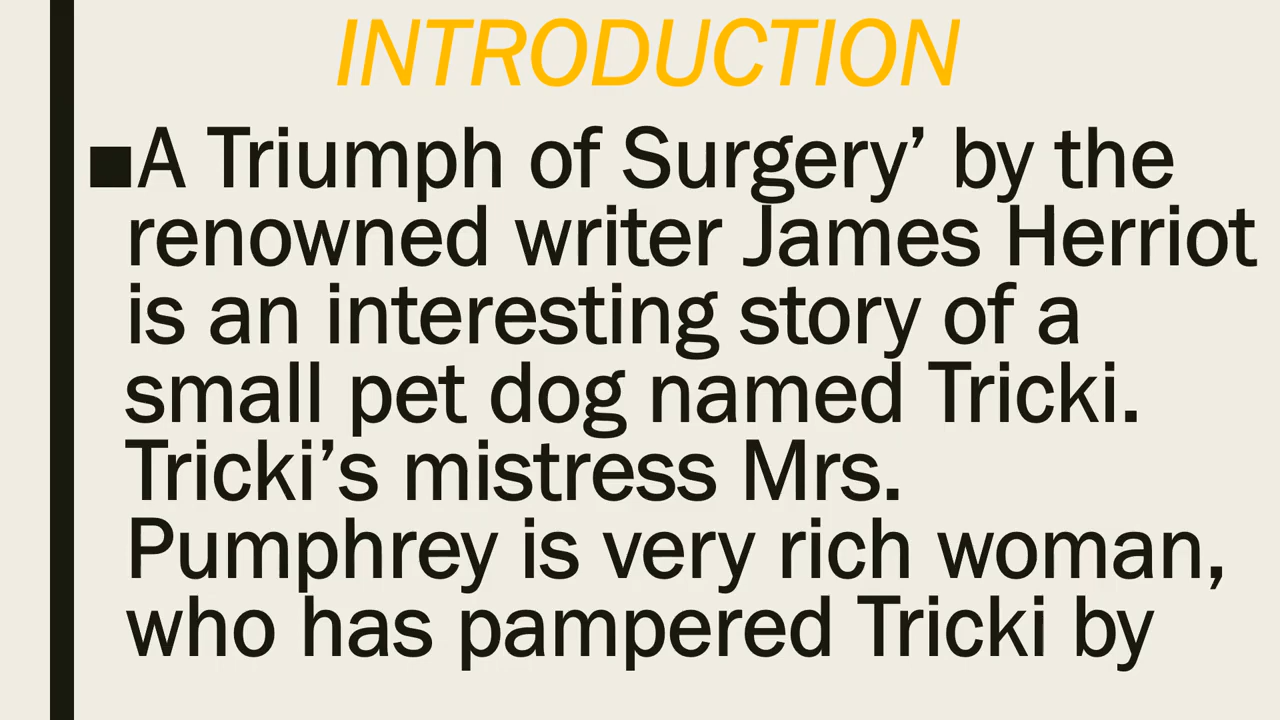 INTRODUCTION
■A Triumph of Surgery’ by the
renowned writer James Herriot
is an interesting story of a
small pet dog named Tricki.
Tricki’s mistress Mrs.
Pumphrey is very rich woman,
who has pampered Tricki by